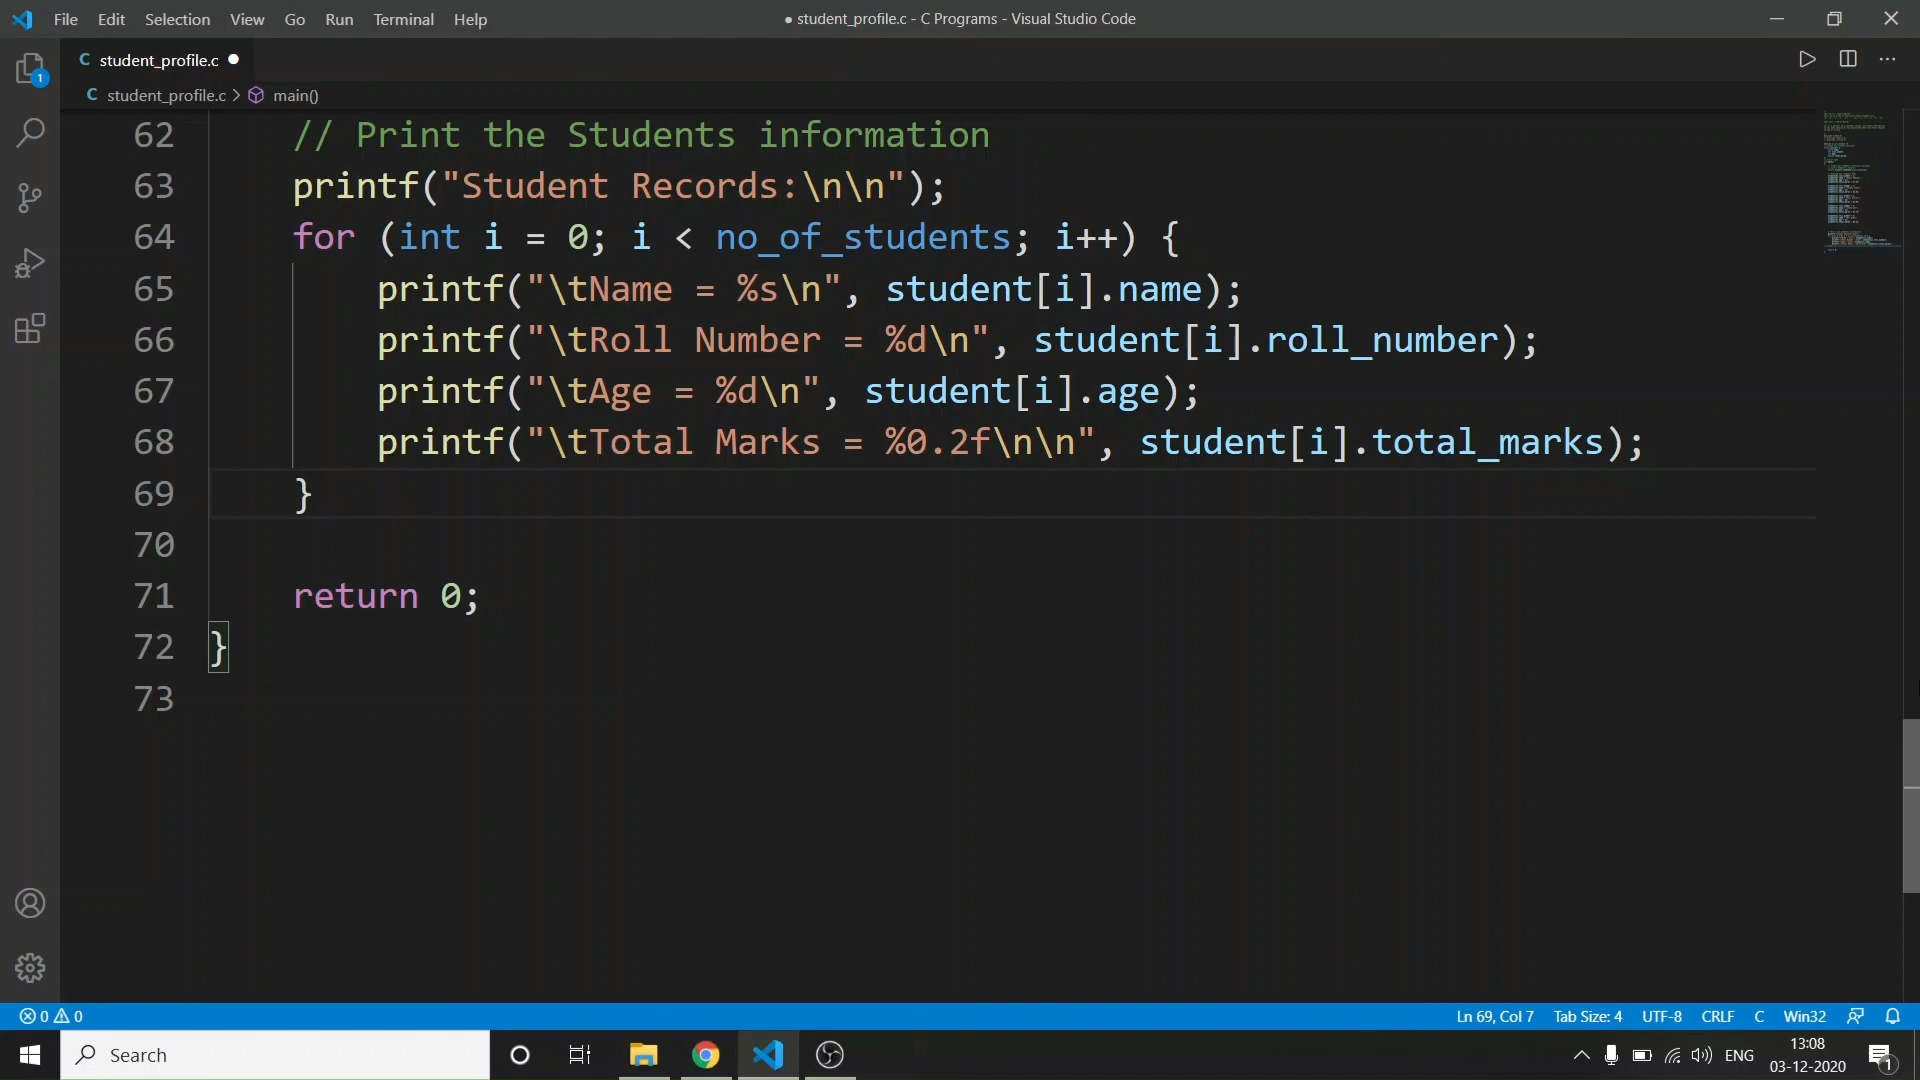 File Edit Selection View Go Run Terminal Help
● student_profile.c - C Programs - Visual Studio Code
1
C student_profile.c ●
C student_profile.c > main()
62 // Print the Students information
63 printf("Student Records:\n\n");
64 for (int i = 0; i < no_of_students; i++) {
65 printf("\tName = %s\n", student[i].name);
66 printf("\tRoll Number = %d\n", student[i].roll_number);
67 printf("\tAge = %d\n", student[i].age);
68 printf("\tTotal Marks = %0.2f\n\n", student[i].total_marks);
69 }
70
71 return 0;
72 }
73
0 0 Ln 69, Col 7 Tab Size: 4 UTF-8 CRLF C Win32
Search
ENG
13:08
03-12-2020
1